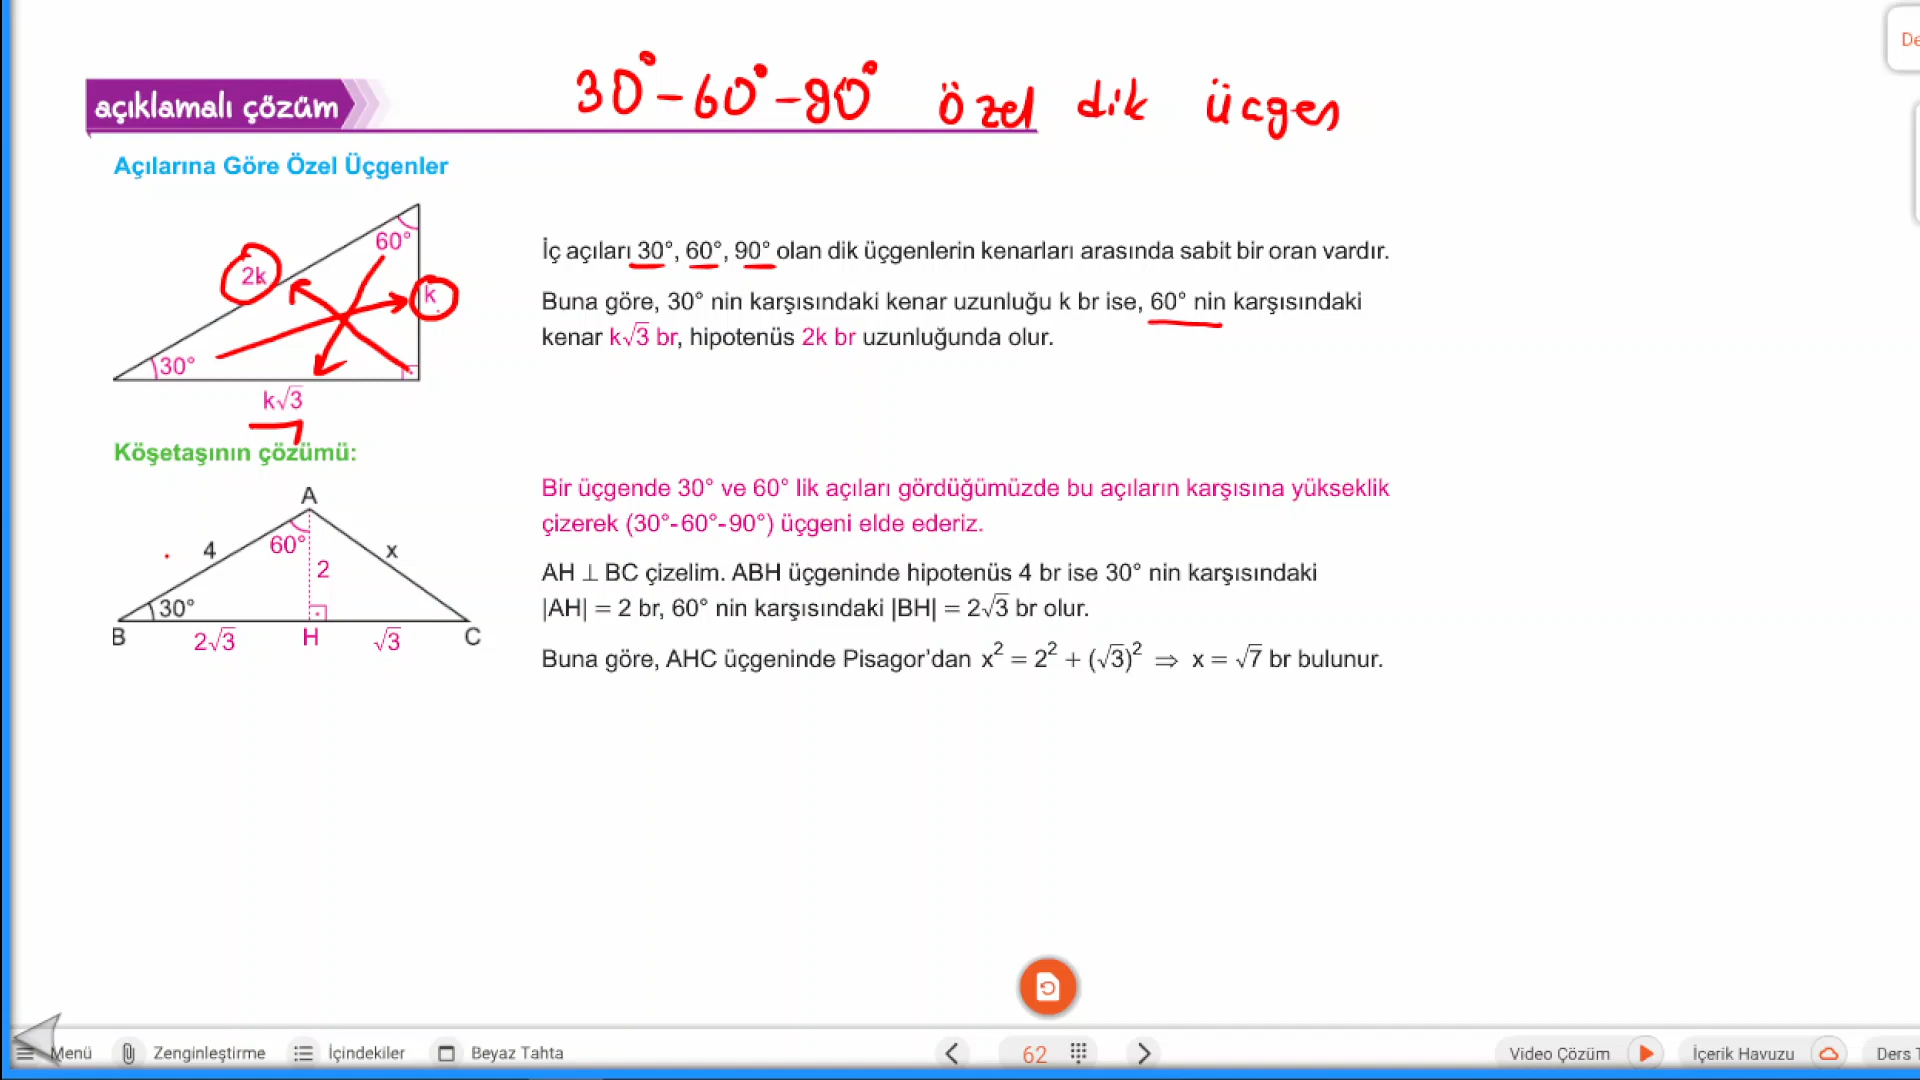 De
30° - 60° - 90° özel dik üçgen
açıklamalı çözüm
Açılarına Göre Özel Üçgenler
60°
2k
k
30°
k√3
İç açıları 30°, 60°, 90° olan dik üçgenlerin kenarları arasında sabit bir oran vardır.
Buna göre, 30° nin karşısındaki kenar uzunluğu k br ise, 60° nin karşısındaki
kenar k√3 br, hipotenüs 2k br uzunluğunda olur.
Köşetaşının çözümü:
A
4
60°
x
2
30°
B
2√3
H
√3
C
Bir üçgende 30° ve 60° lik açıları gördüğümüzde bu açıların karşısına yükseklik
çizerek (30°-60°-90°) üçgeni elde ederiz.
AH ⊥ BC çizelim. ABH üçgeninde hipotenüs 4 br ise 30° nin karşısındaki
|AH| = 2 br, 60° nin karşısındaki |BH| = 2√3 br olur.
Buna göre, AHC üçgeninde Pisagor’dan x² = 2² + (√3)² ⇒ x = √7 br bulunur.
Menü Zenginleştirme İçindekiler Beyaz Tahta 62 Video Çözüm İçerik Havuzu Ders